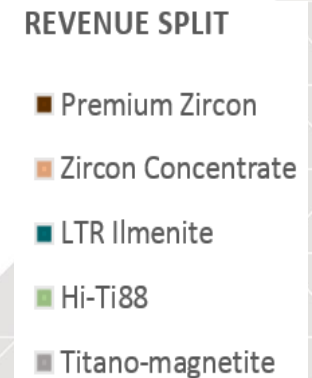 REVENUE SPLIT
Premium Zircon
Zircon Concentrate
LTR Ilmenite
Hi-Ti88
Titano-magnetite